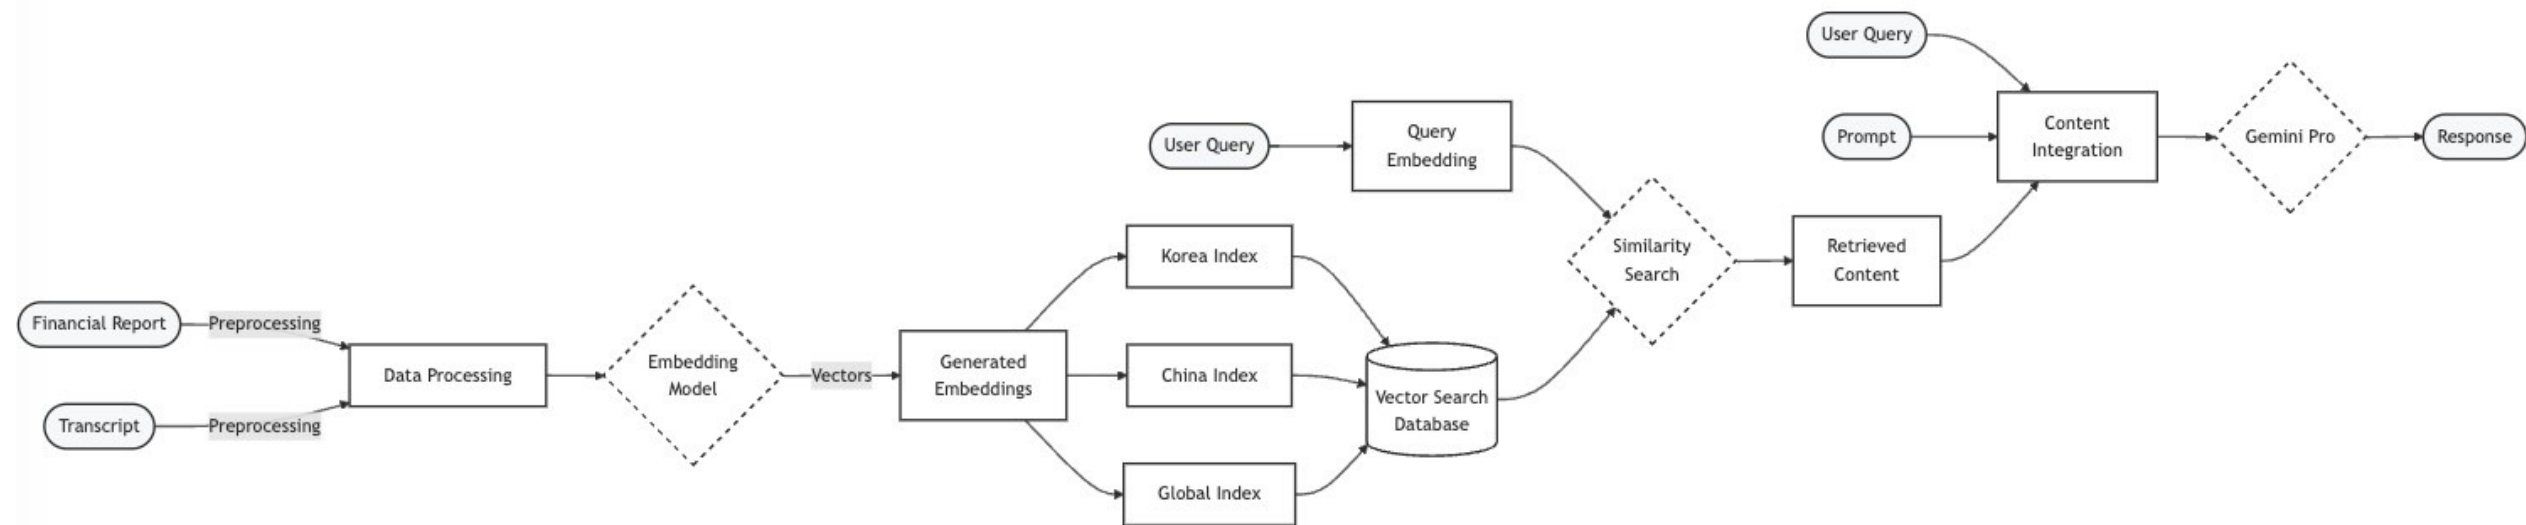 Financial Report
Preprocessing
Transcript
Preprocessing
Data Processing
Embedding
Model
Vectors
Generated
Embeddings
Korea Index
China Index
Global Index
Vector Search
Database
User Query
Query
Embedding
Similarity
Search
Retrieved
Content
User Query
Prompt
Content
Integration
Gemini Pro
Response